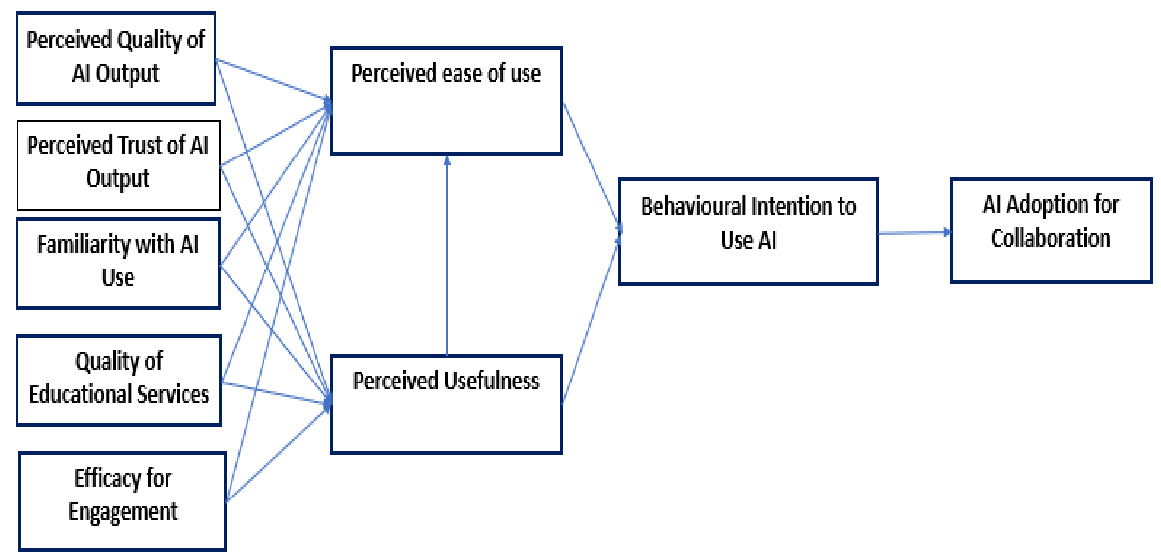 Perceived Quality of
AI Output
Perceived Trust of AI
Output
Familiarity with AI
Use
Quality of
Educational Services
Efficacy for
Engagement
Perceived ease of use
Perceived Usefulness
Behavioural Intention to
Use AI
AI Adoption for
Collaboration